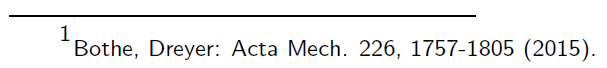 ¹Bothe, Dreyer: Acta Mech. 226, 1757-1805 (2015).